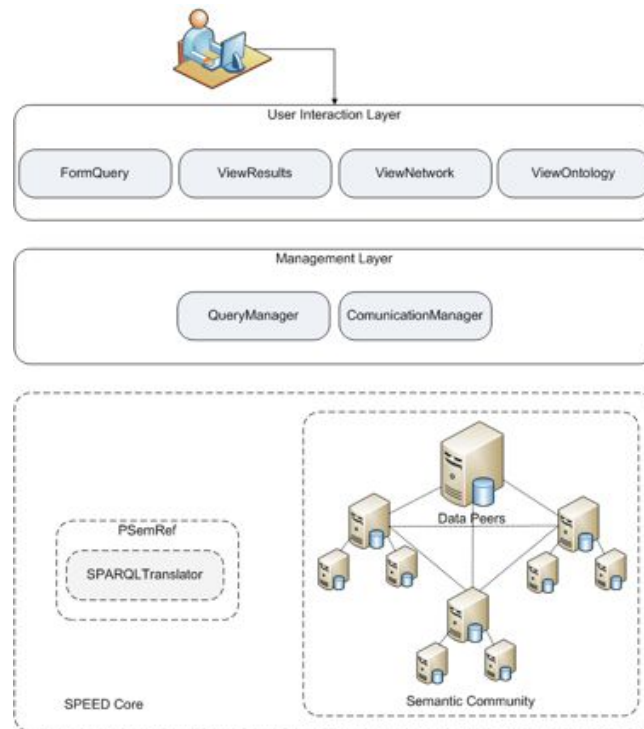 User Interaction Layer
FormQuery ViewResults ViewNetwork ViewOntology
Management Layer
QueryManager ComunicationManager
Data Peers
PSemRef
SPARQLTranslator
Semantic Community
SPEED Core